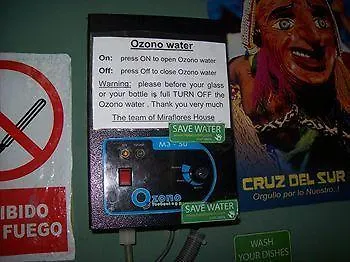 Ozono water
On: press ON to open Ozono water
Off: press Off to close Ozono water
Warning: please before your glass
or your bottle is full TURN OFF the
Ozono water . Thank you very much
The team of Miraflores House
SAVE WATER
Ozono
SAVE WATER
IBIDO
FUEGO
CRUZ DEL SUR
Orgullo por lo Nuestro..!
WASH
YOUR DISHES